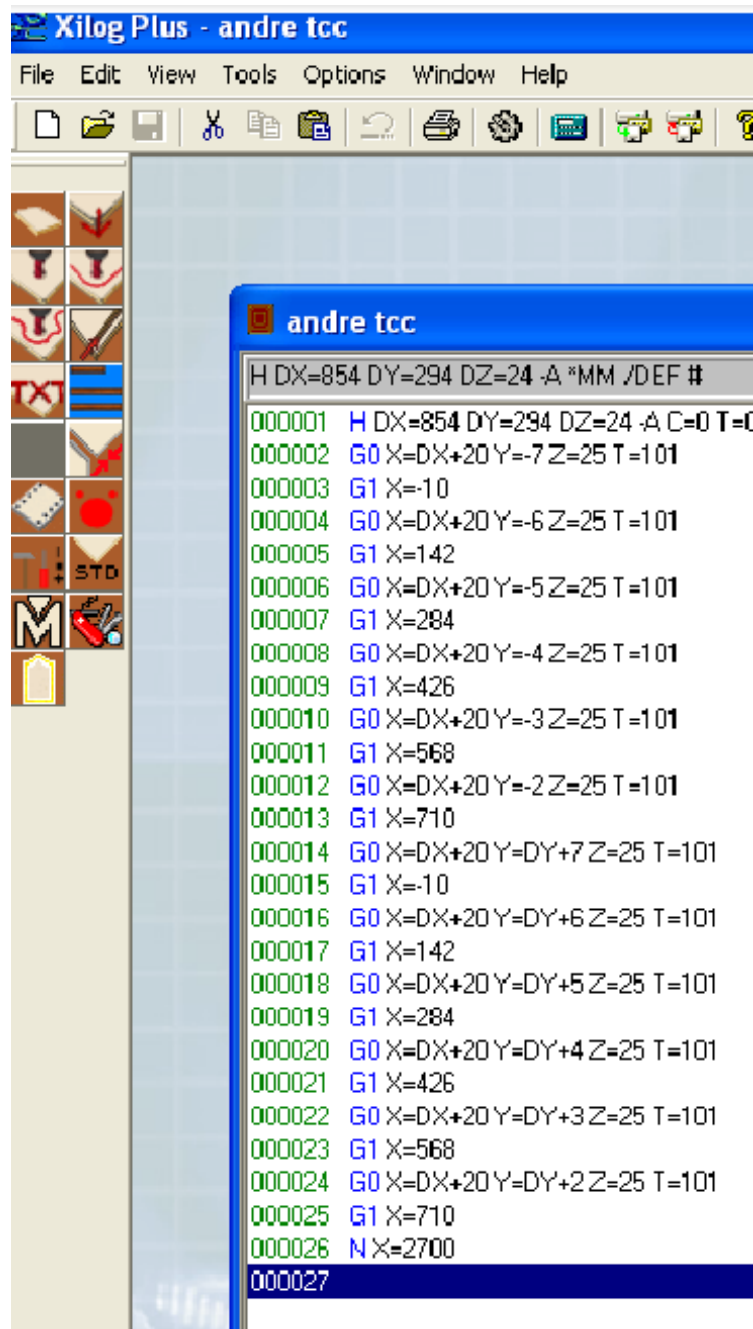 Xilog Plus - andre tcc
File Edit View Tools Options Window Help
TXT
STD
M
andre tcc
H DX=854 DY=294 DZ=24 -A *MM /DEF #
000001 H DX=854 DY=294 DZ=24 -A C=0 T=0
000002 G0 X=DX+20 Y=-7 Z=25 T=101
000003 G1 X=-10
000004 G0 X=DX+20 Y=-6 Z=25 T=101
000005 G1 X=142
000006 G0 X=DX+20 Y=-5 Z=25 T=101
000007 G1 X=284
000008 G0 X=DX+20 Y=-4 Z=25 T=101
000009 G1 X=426
000010 G0 X=DX+20 Y=-3 Z=25 T=101
000011 G1 X=568
000012 G0 X=DX+20 Y=-2 Z=25 T=101
000013 G1 X=710
000014 G0 X=DX+20 Y=DY+7 Z=25 T=101
000015 G1 X=-10
000016 G0 X=DX+20 Y=DY+6 Z=25 T=101
000017 G1 X=142
000018 G0 X=DX+20 Y=DY+5 Z=25 T=101
000019 G1 X=284
000020 G0 X=DX+20 Y=DY+4 Z=25 T=101
000021 G1 X=426
000022 G0 X=DX+20 Y=DY+3 Z=25 T=101
000023 G1 X=568
000024 G0 X=DX+20 Y=DY+2 Z=25 T=101
000025 G1 X=710
000026 N X=2700
000027